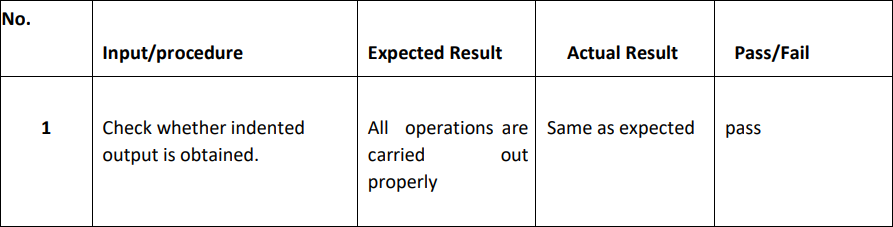 No.
Input/procedure Expected Result Actual Result Pass/Fail
1 Check whether indented All operations are Same as expected pass
output is obtained. carried out
properly